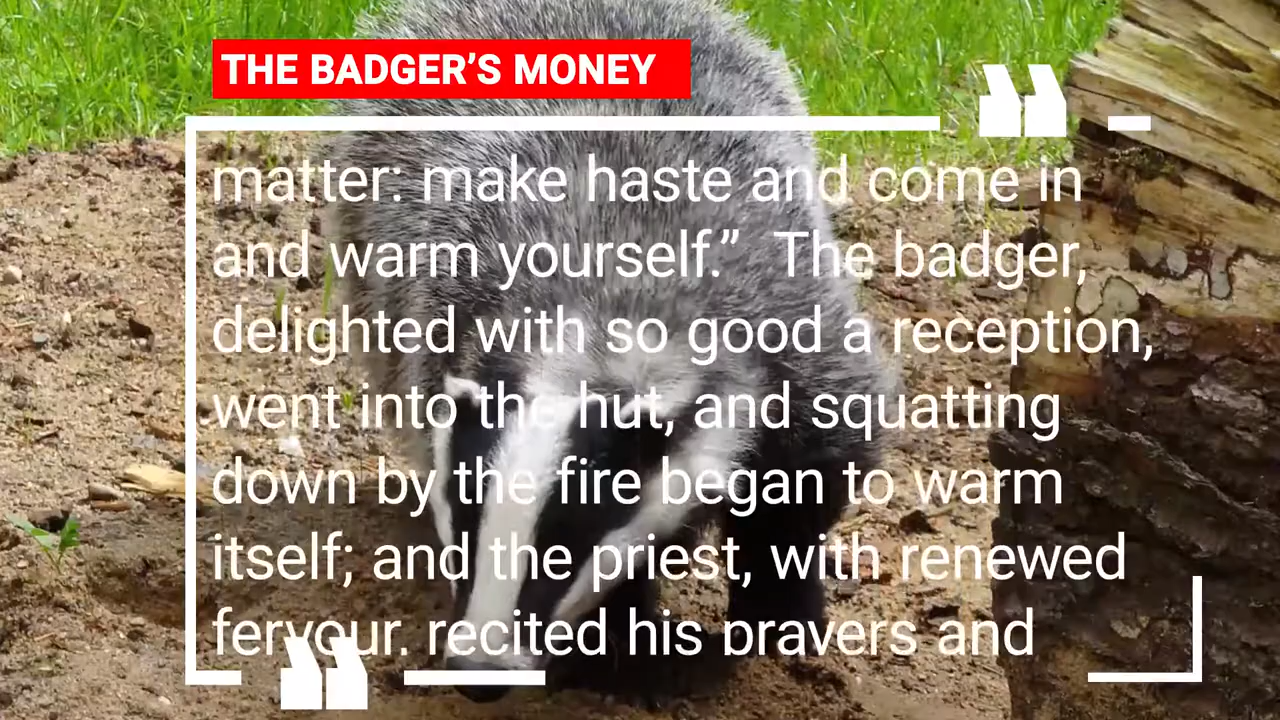 THE BADGER’S MONEY
matter: make haste and come in
and warm yourself.” The badger,
delighted with so good a reception,
went into the hut, and squatting
down by the fire began to warm
itself; and the priest, with renewed
fervour, recited his prayers and